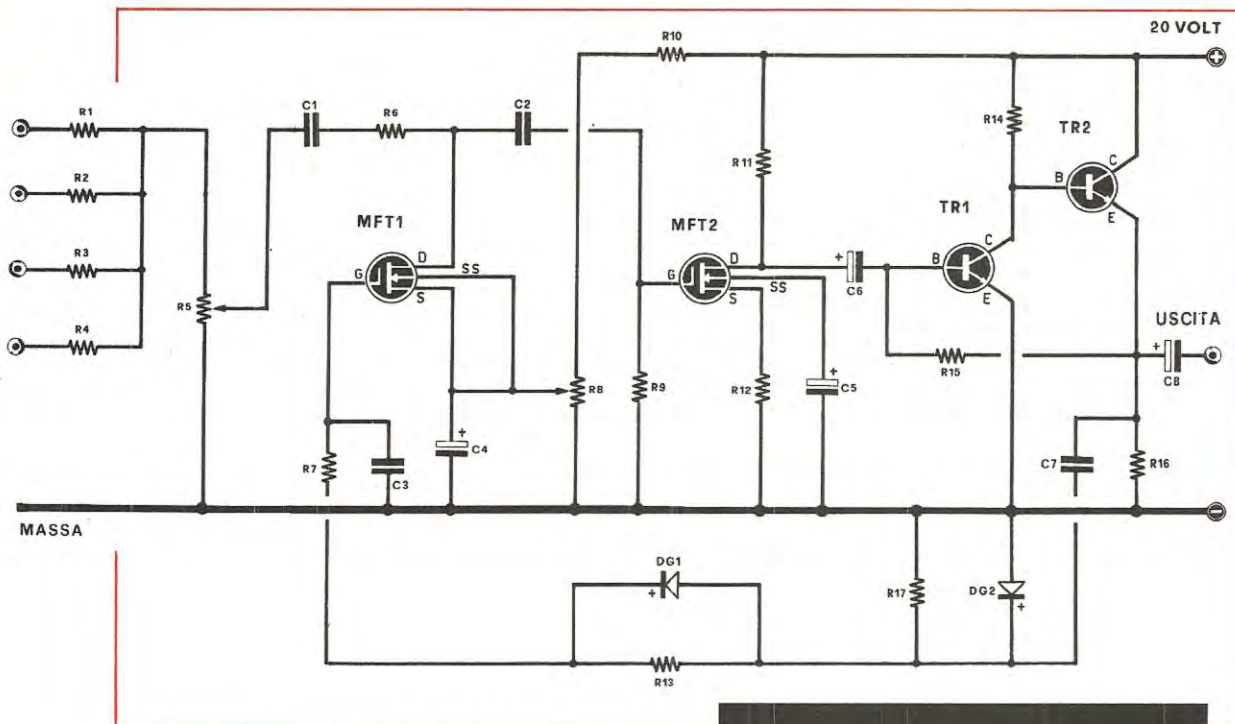 20 VOLT
R10
R1
C1
R6
C2
R14
TR2
C
B
E
R2
R11
MFT1
MFT2
TR1
R3
G
D
SS
S
G
D
SS
S
C6
+
B
C
E
R5
USCITA
R4
R8
R9
R12
+
C5
R15
+
C8
R7
C3
+
C4
C7
R16
MASSA
DG1
+
R17
DG2
+
R13